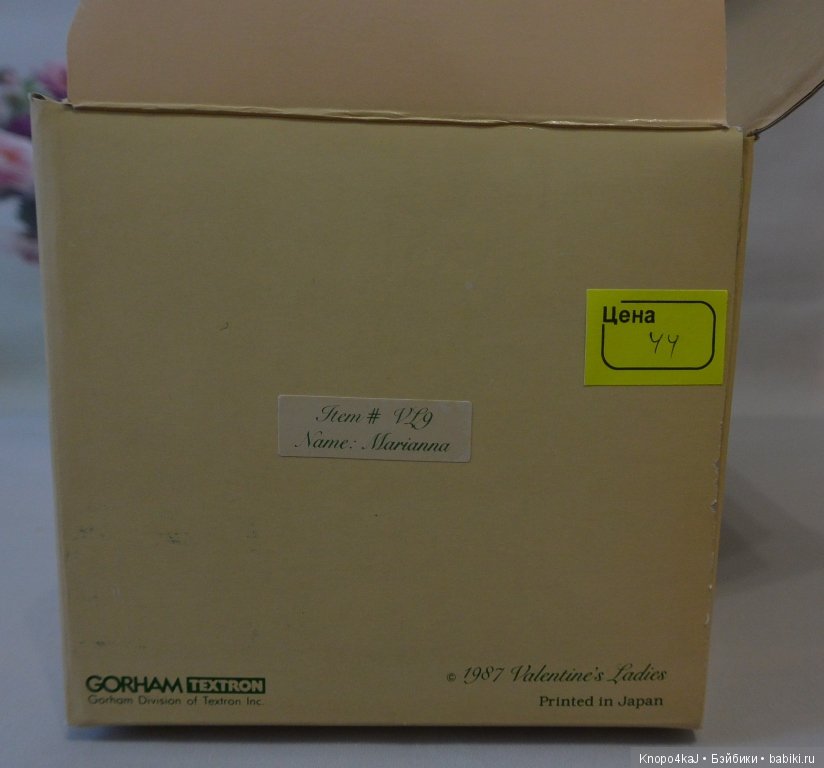 Цена
44
Item # VL9
Name: Marianna
GORHAM TEXTRON
Gorham Division of Textron Inc.
© 1987 Valentine's Ladies
Printed in Japan
Knopo4kaJ • Бэйбики • babiki.ru